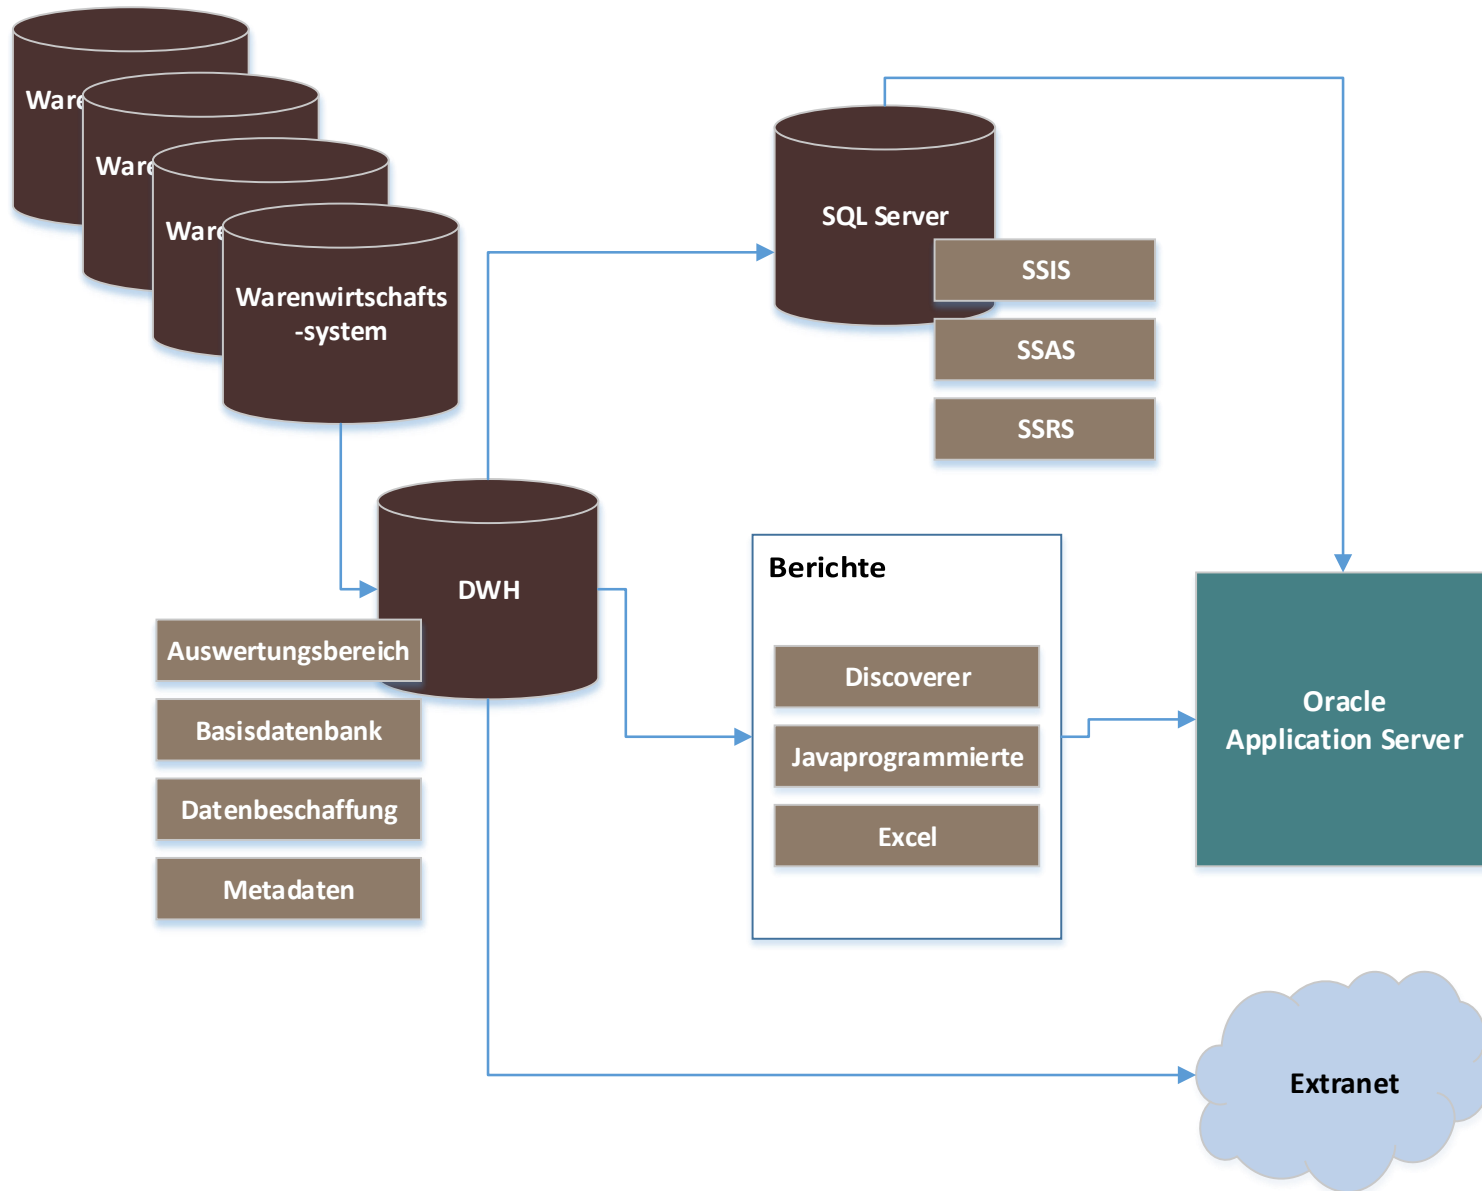 Ware
Ware
Ware
Warenwirtschafts
-system
SQL Server
SSIS
SSAS
SSRS
DWH
Auswertungsbereich
Basisdatenbank
Datenbeschaffung
Metadaten
Berichte
Discoverer
Javaprogrammierte
Excel
Oracle
Application Server
Extranet